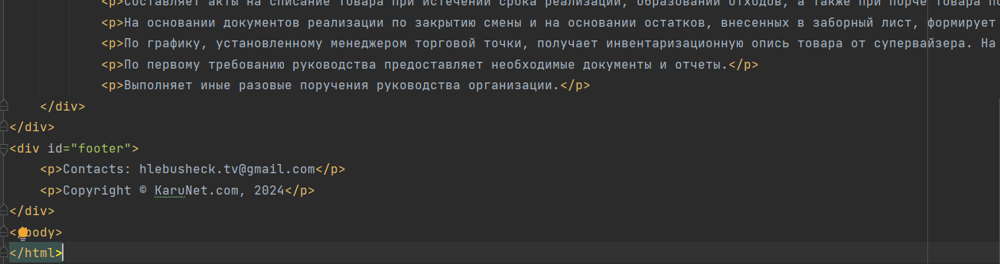 <p>Составляет акты на списание товара при истечении срока реализации, образовании отходов, а также при порче товара
<p>На основании документов реализации по закрытию смены и на основании остатков, внесенных в заборный лист, формирует
<p>По графику, установленному менеджером торговой точки, получает инвентаризационную опись товара от супервайзера. На
<p>По первому требованию руководства предоставляет необходимые документы и отчеты.</p>
<p>Выполняет иные разовые поручения руководства организации.</p>
</div>
</div>
<div id="footer">
<p>Contacts: hlebusheck.tv@gmail.com</p>
<p>Copyright © KaruNet.com, 2024</p>
</div>
</body>
</html>